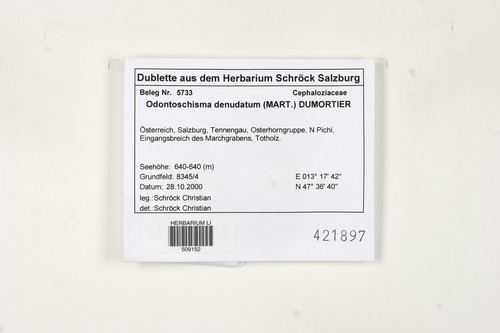 Dublette aus dem Herbarium Schröck Salzburg
Beleg Nr. 5733 Cephaloziaceae
Odontoschisma denudatum (MART.) DUMORTIER
Österreich, Salzburg, Tennengau, Osterhorngruppe, N Pichl,
Eingangsbreich des Marchgrabens, Totholz.
Seehöhe: 640-640 (m)
Grundfeld: 8345/4 E 013° 17' 42"
Datum: 28.10.2000 N 47° 36' 40"
leg.:Schröck Christian
det.:Schröck Christian
HERBARIUM LI
509152
421897